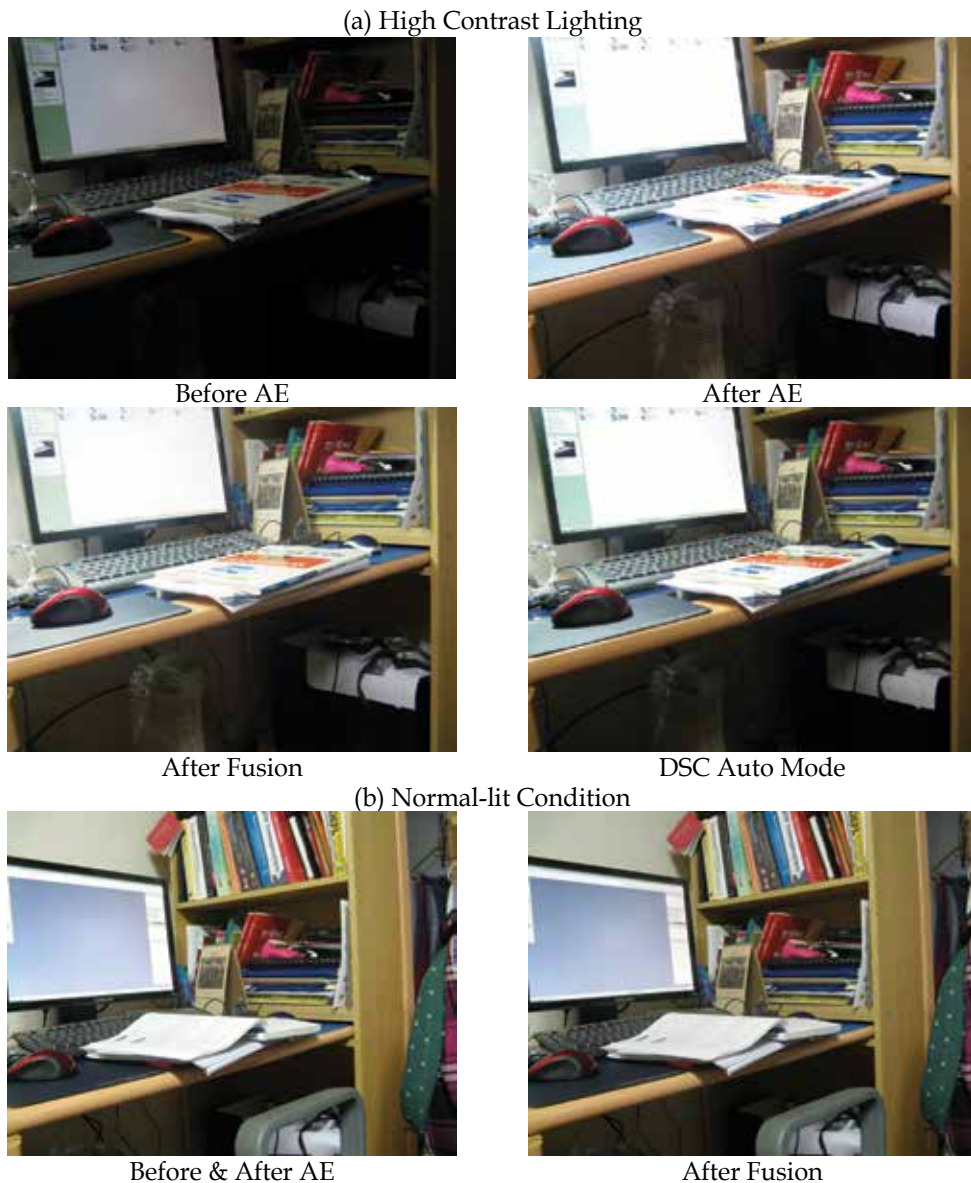 (a) High Contrast Lighting
Before AE
After AE
After Fusion
DSC Auto Mode
(b) Normal-lit Condition
Before & After AE
After Fusion